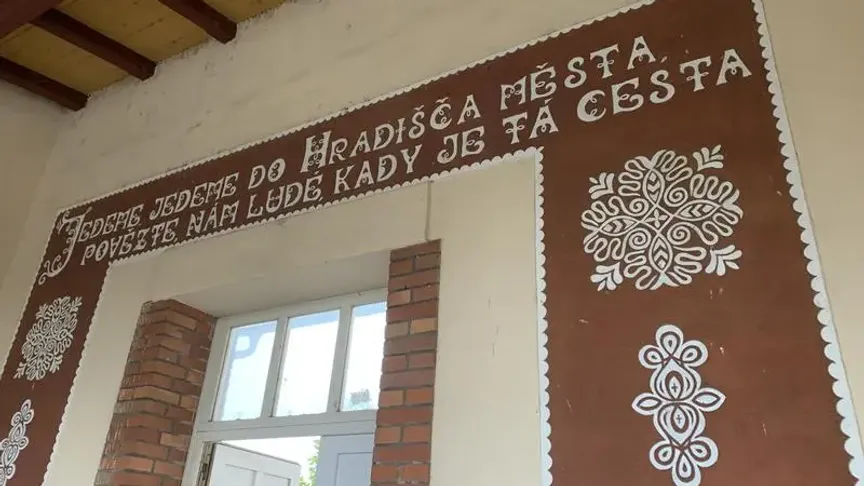 JEDEME JEDEME DO HRADIŠČA MĚSTA,
POVĚZTE NÁM LUDÉ, KADY JE TÁ CESTA